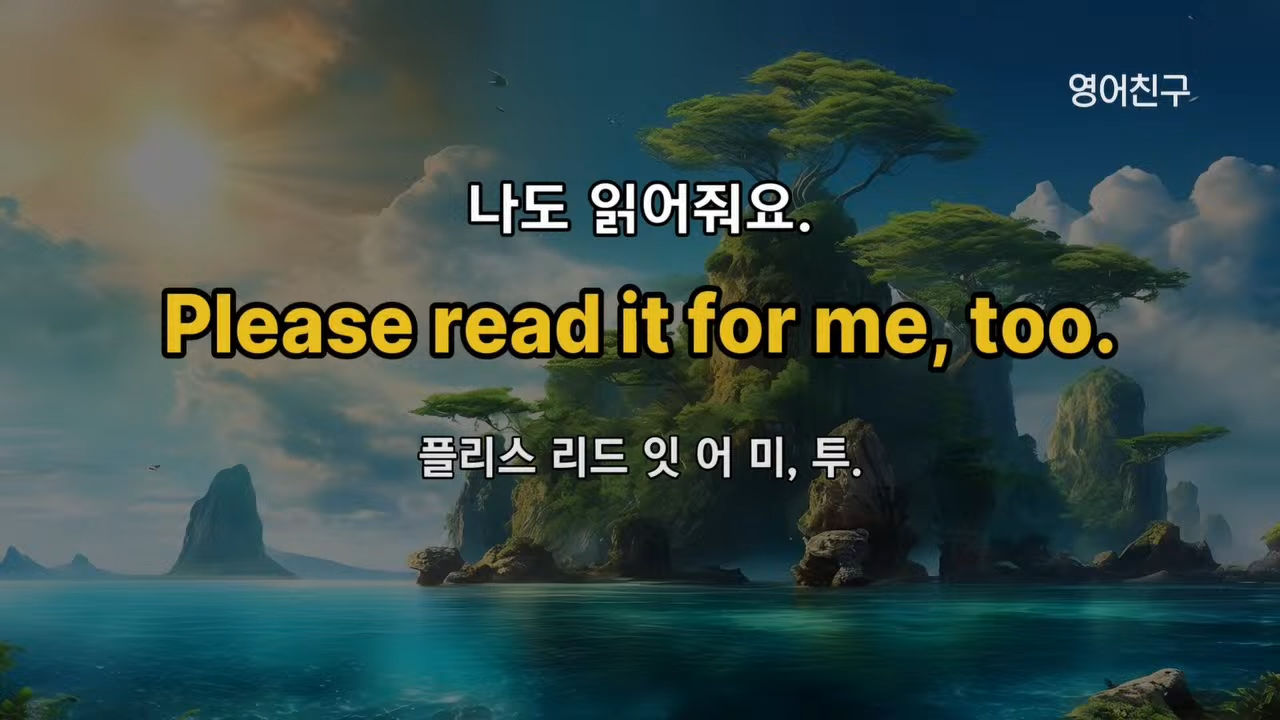 영어친구
나도 읽어줘요.
Please read it for me, too.
플리스 리드 잇 어 미, 투.